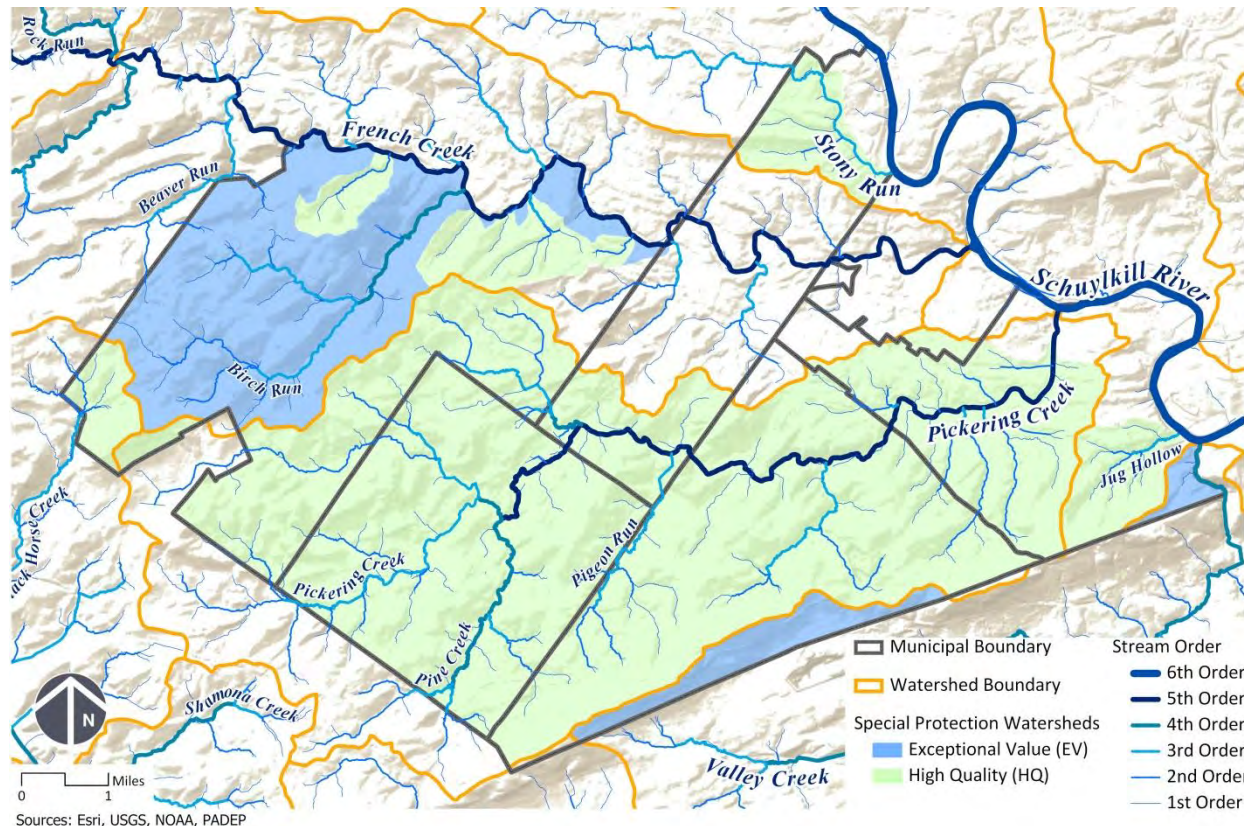 Rock Run
French Creek
Beaver Run
Stony Run
Schuylkill River
Birch Run
Pickering Creek
Jug Hollow
Horse Creek
Pigeon Run
Pickering Creek
Pine Creek
Shamona Creek
Valley Creek
N
Miles
0 1
Municipal Boundary
Watershed Boundary
Special Protection Watersheds
Exceptional Value (EV)
High Quality (HQ)
Stream Order
6th Order
5th Order
4th Order
3rd Order
2nd Order
1st Order
Sources: Esri, USGS, NOAA, PADEP